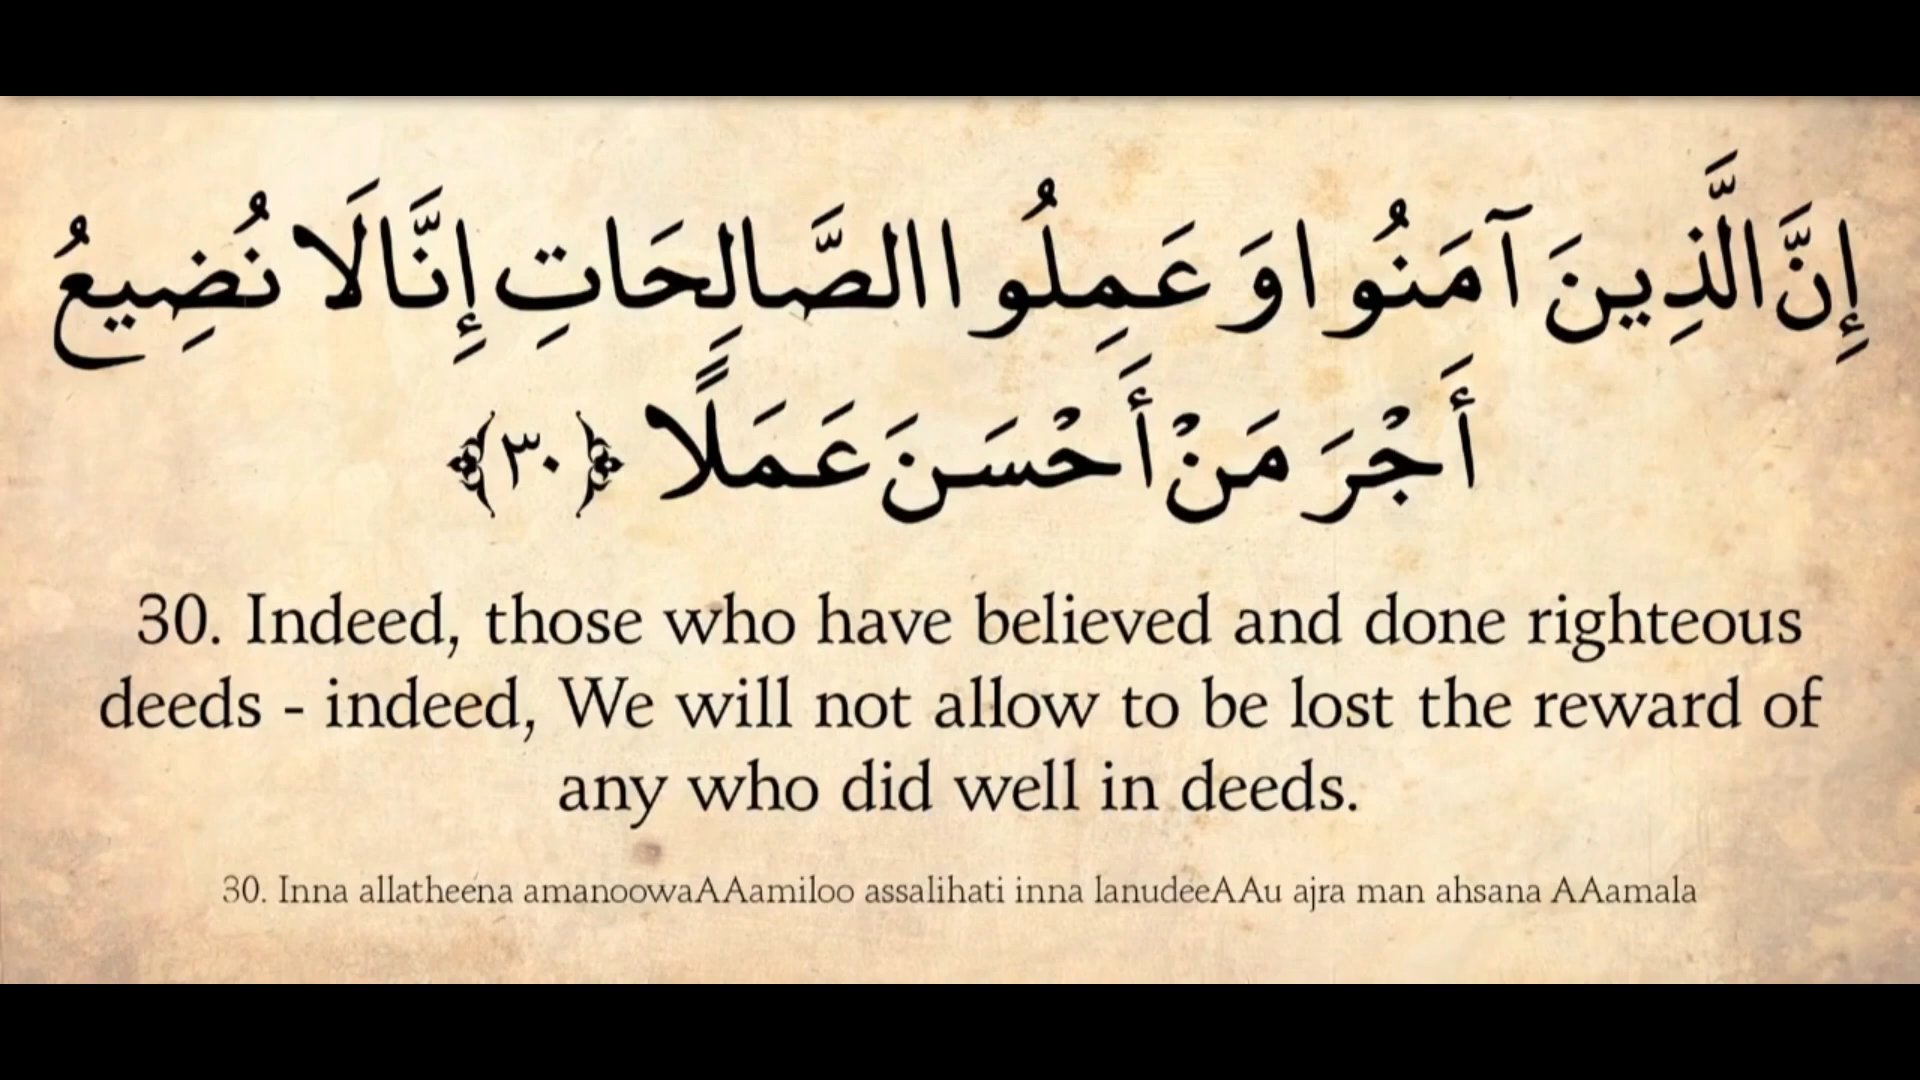 إِنَّ الَّذِينَ آمَنُوا وَعَمِلُوا الصَّالِحَاتِ إِنَّا لَا نُضِيعُ
أَجْرَ مَنْ أَحْسَنَ عَمَلًا ﴿٣٠﴾
30. Indeed, those who have believed and done righteous
deeds - indeed, We will not allow to be lost the reward of
any who did well in deeds.
30. Inna allatheena amanoowaAAamiloo assalihati inna lanudeeAAu ajra man ahsana AAamala